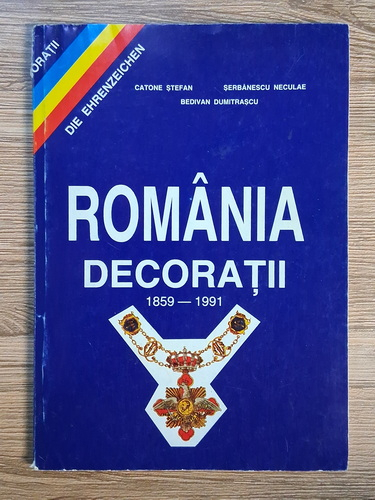 ORAȚII
DIE EHRENZEICHEN
CATONE ȘTEFAN ȘERBĂNESCU NECULAE
BEDIVAN DUMITRAȘCU
ROMÂNIA
DECORAȚII
1859 — 1991